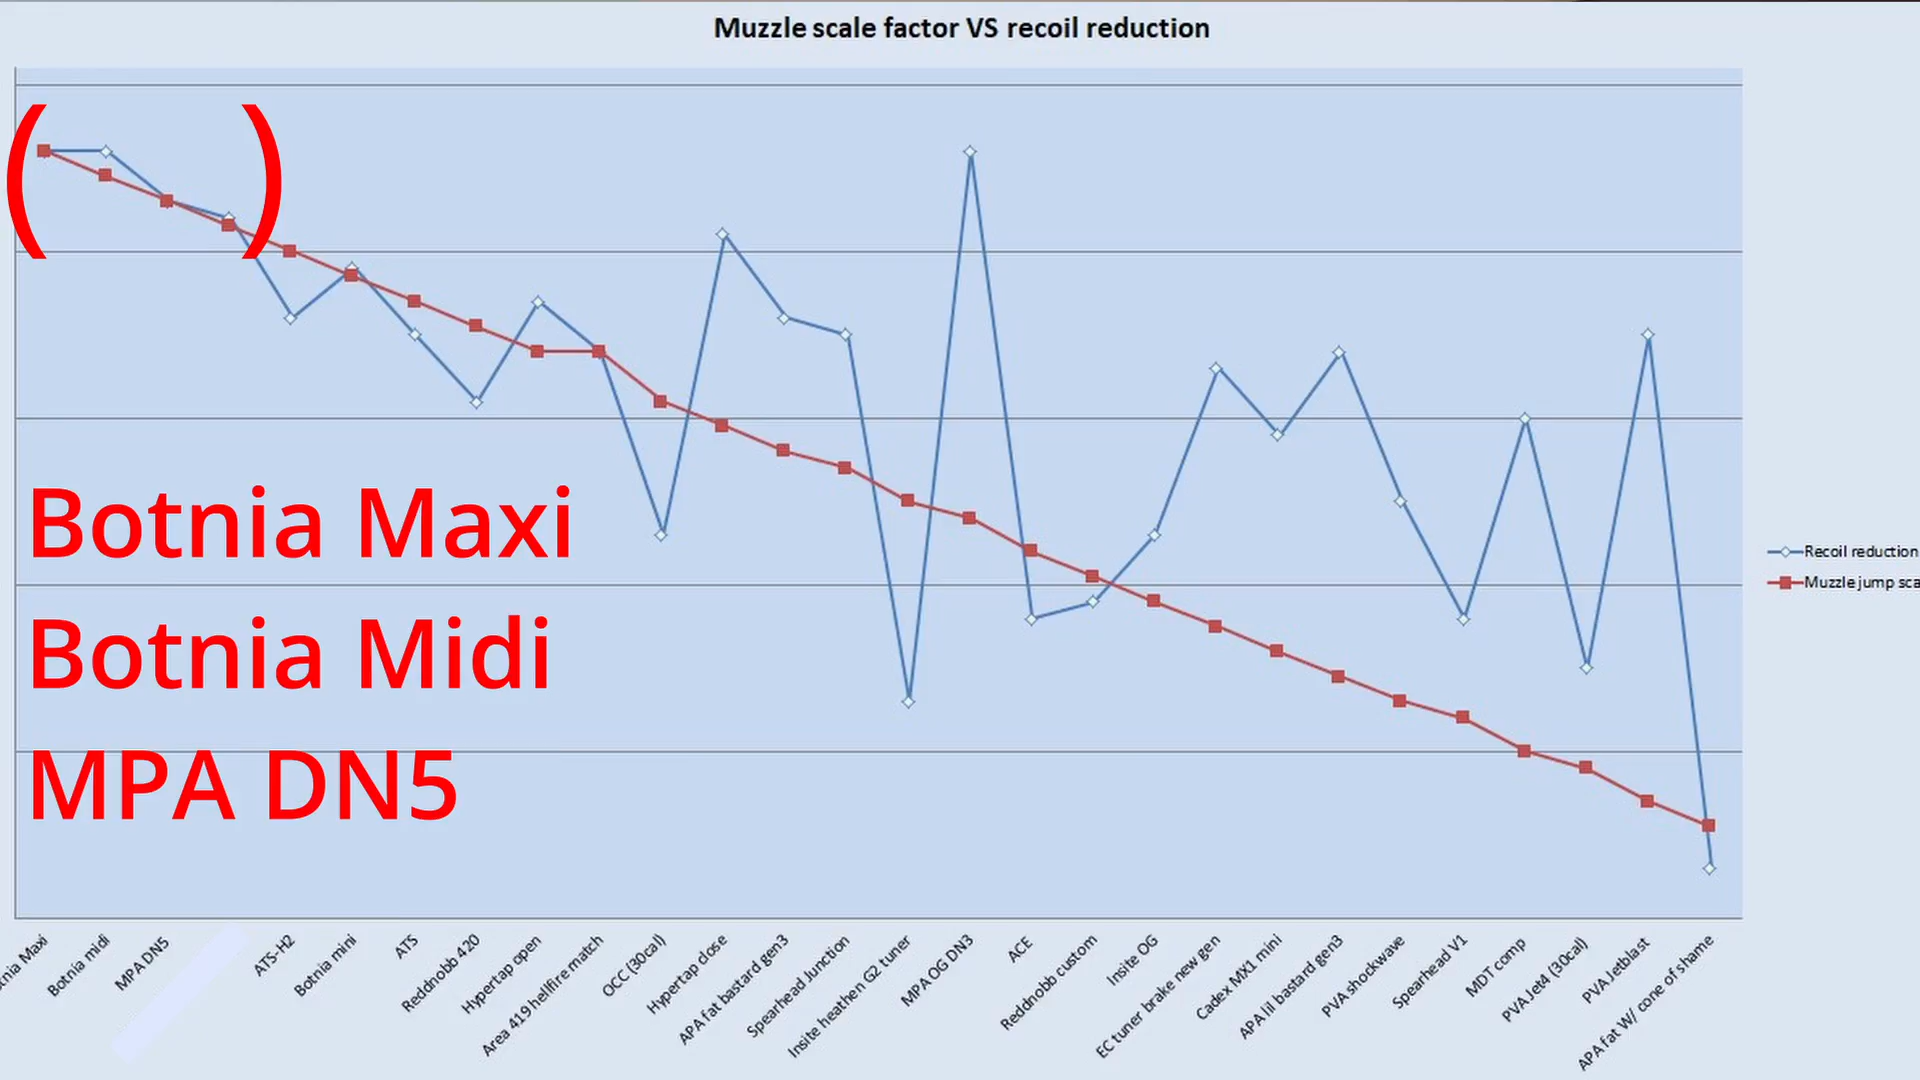 Muzzle scale factor VS recoil reduction
(
)
Botnia Maxi
Botnia Midi
MPA DN5
Recoil reduction
Muzzle jump sca
nia Maxi
Botnia midi
MPA DN5
ATS-H2
Botnia mini
ATS
Rednobb 420
Hypertap open
Area 419 hellfire match
OCC (30cal)
Hypertap close
APA fat bastard gen3
Spearhead Junction
Insite heathen G2 tuner
MPA OG DN3
ACE
Reddnobb custom
Insite OG
EC tuner brake new gen
Cadex MX1 mini
APA lil bastard gen3
PVA shockwave
Spearhead V1
MDT comp
PVA Jet4 (30cal)
PVA Jetblast
APA fat W/ cone of shame